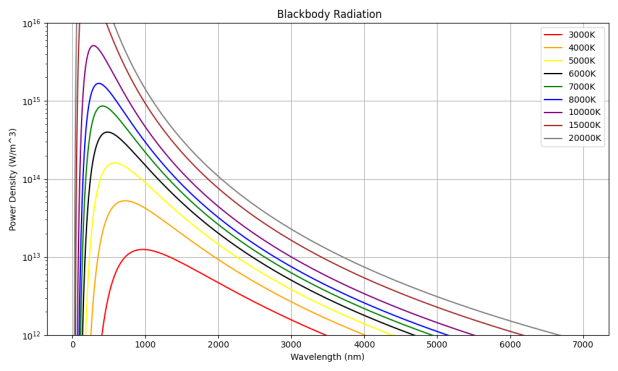 Blackbody Radiation
Power Density (W/m^3)
10^16
10^15
10^14
10^13
10^12
0
1000
2000
3000
4000
5000
6000
7000
Wavelength (nm)
3000K
4000K
5000K
6000K
7000K
8000K
10000K
15000K
20000K